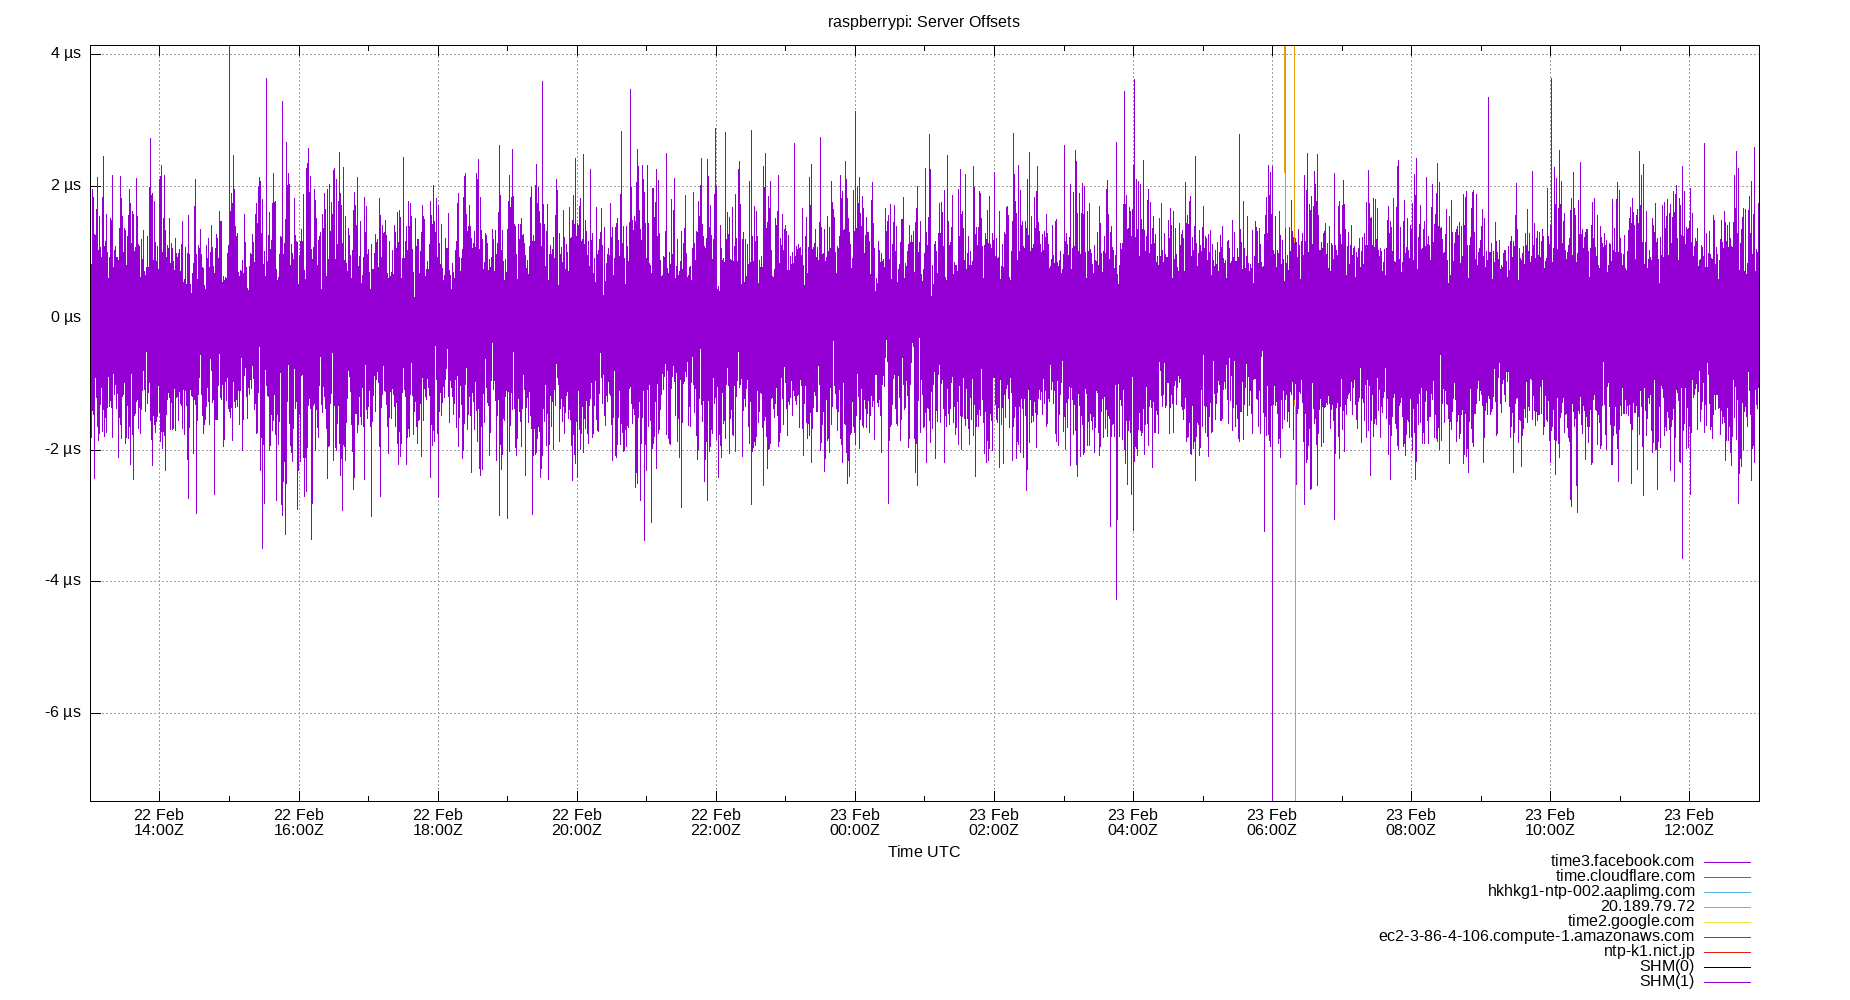 raspberrypi: Server Offsets
4 µs
2 µs
0 µs
-2 µs
-4 µs
-6 µs
22 Feb 22 Feb 22 Feb 22 Feb 22 Feb 23 Feb 23 Feb 23 Feb 23 Feb 23 Feb 23 Feb 23 Feb
14:00Z 16:00Z 18:00Z 20:00Z 22:00Z 00:00Z 02:00Z 04:00Z 06:00Z 08:00Z 10:00Z 12:00Z
Time UTC
time3.facebook.com
time.cloudflare.com
hkhkg1-ntp-002.aaplimg.com
20.189.79.72
time2.google.com
ec2-3-86-4-106.compute-1.amazonaws.com
ntp-k1.nict.jp
SHM(0)
SHM(1)